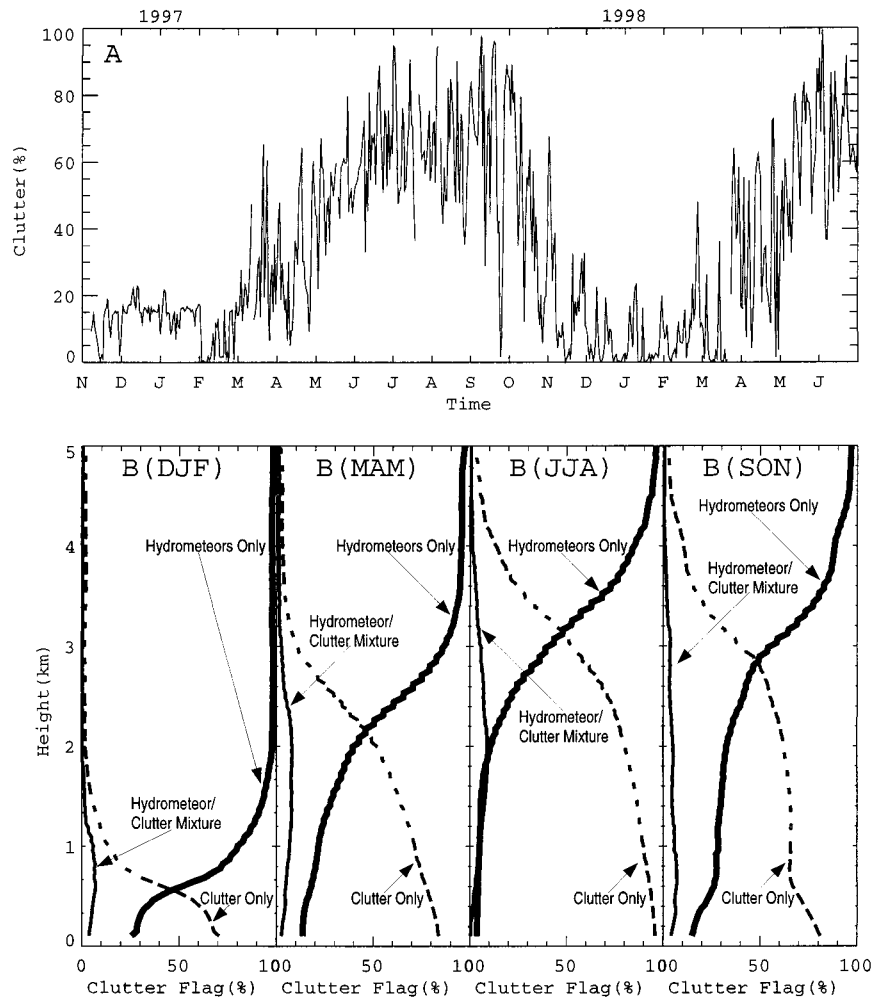 1997 1998
A
100
80
60
40
20
0
Clutter(%)
N D J F M A M J J A S O N D J F M A M J
Time
B(DJF) B(MAM) B(JJA) B(SON)
5
4
3
2
1
0
Height(km)
Hydrometeors Only
Hydrometeor/
Clutter Mixture
Clutter Only
Hydrometeors Only
Hydrometeor/
Clutter Mixture
Clutter Only
Hydrometeors Only
Hydrometeor/
Clutter Mixture
Clutter Only
Hydrometeors Only
Hydrometeor/
Clutter Mixture
Clutter Only
0 50 100 50 100 50 100 50 100
Clutter Flag(%) Clutter Flag(%) Clutter Flag(%) Clutter Flag(%)